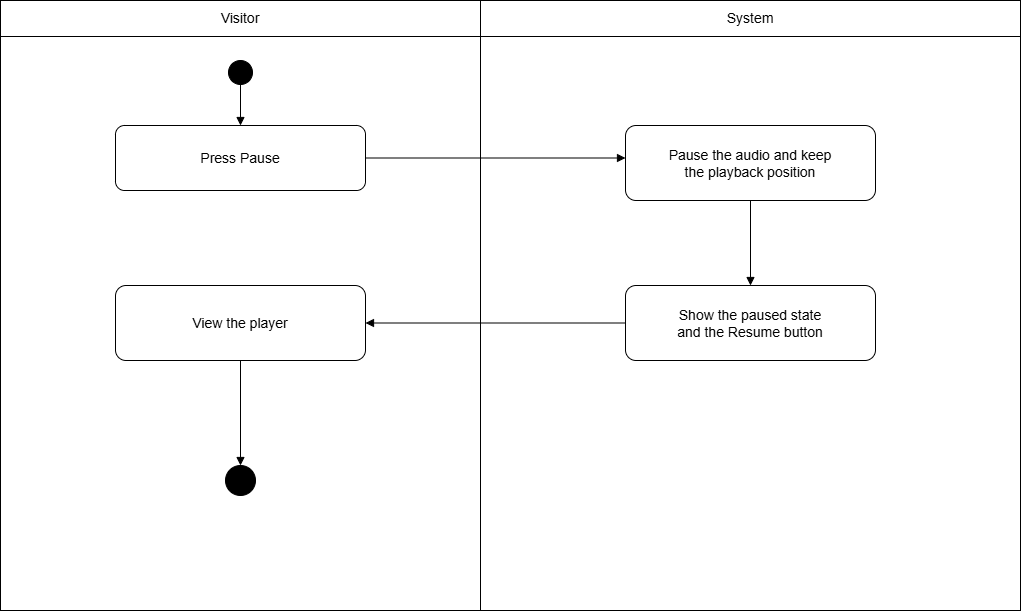 Visitor
System
Press Pause
Pause the audio and keep
the playback position
View the player
Show the paused state
and the Resume button